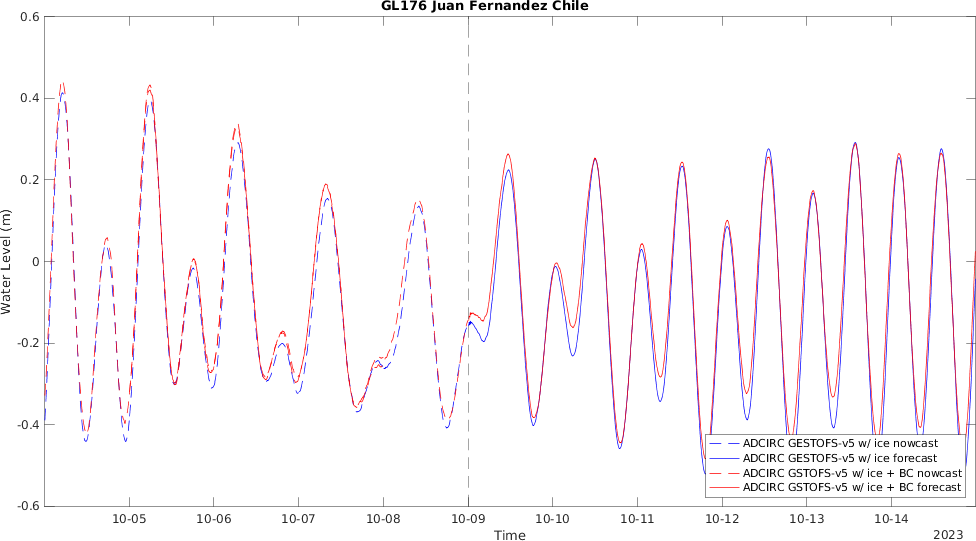 GL176 Juan Fernandez Chile
0.6
0.4
0.2
0
-0.2
-0.4
-0.6
Water Level (m)
10-05
10-06
10-07
10-08
10-09
10-10
10-11
10-12
10-13
10-14
Time
2023
ADCIRC GESTOFS-v5 w/ ice nowcast
ADCIRC GESTOFS-v5 w/ ice forecast
ADCIRC GSTOFS-v5 w/ ice + BC nowcast
ADCIRC GSTOFS-v5 w/ ice + BC forecast